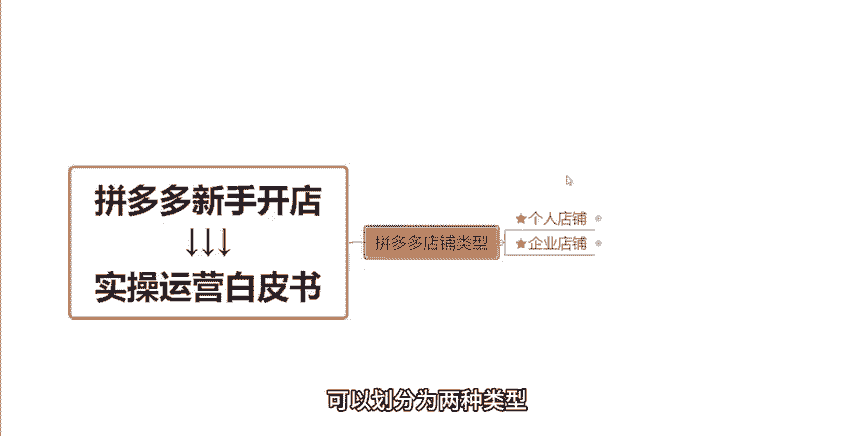 拼多多新手开店
↓↓↓
实操运营白皮书
拼多多店铺类型
★个人店铺
★企业店铺
可以划分为两种类型